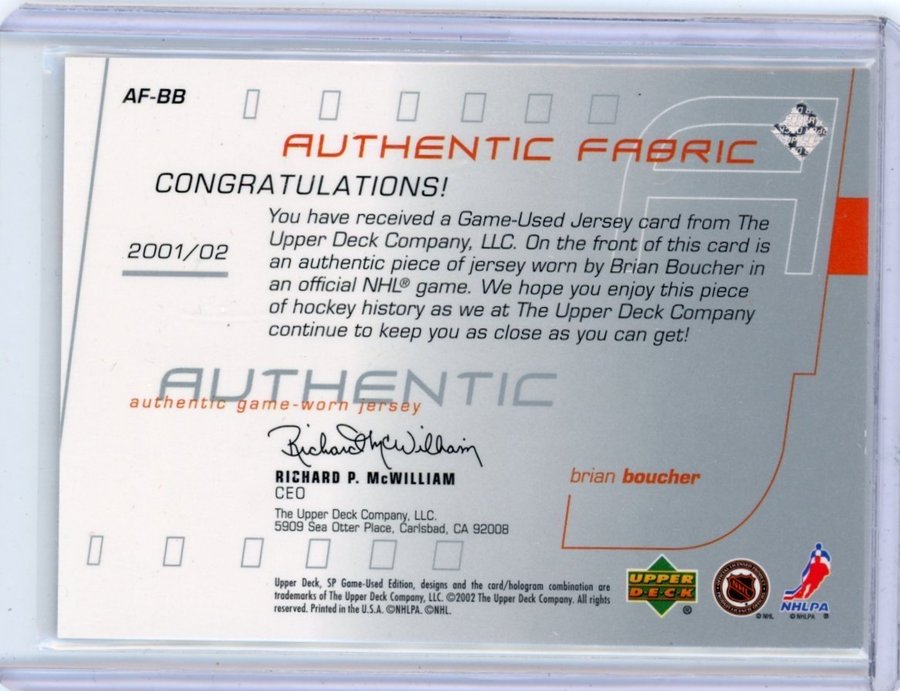 AF-BB
AUTHENTIC FABRIC
CONGRATULATIONS!
2001/02
You have received a Game-Used Jersey card from The
Upper Deck Company, LLC. On the front of this card is
an authentic piece of jersey worn by Brian Boucher in
an official NHL® game. We hope you enjoy this piece
of hockey history as we at The Upper Deck Company
continue to keep you as close as you can get!
AUTHENTIC
authentic game-worn jersey
Richard P. McWilliam
RICHARD P. McWILLIAM
CEO
The Upper Deck Company, LLC.
5909 Sea Otter Place, Carlsbad, CA 92008
brian boucher
Upper Deck, SP Game-Used Edition, designs and the card/hologram combination are
trademarks of The Upper Deck Company, LLC. ©2002 The Upper Deck Company. All rights
reserved. Printed in the U.S.A. ©NHLPA. ©NHL.
UPPER
DECK
®
NHL
© NHL
NHLPA
© NHLPA ®